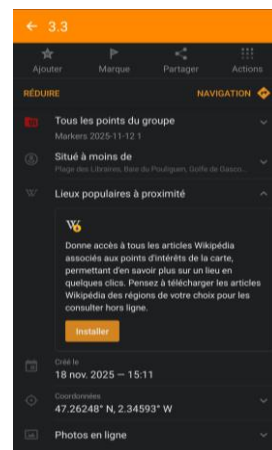 3.3
Ajouter
Marque
Partager
Actions
RÉDUIRE
NAVIGATION
Tous les points du groupe
Markers 2025-11-12 1
Situé à moins de
Plage des Libraires, Baie du Pouliguen, Golfe de Gasco...
Lieux populaires à proximité
Donne accès à tous les articles Wikipédia
associés aux points d'intérêts de la carte,
permettant d'en savoir plus sur un lieu en
quelques clics. Pensez à télécharger les articles
Wikipédia des régions de votre choix pour les
consulter hors ligne.
Installer
Créé le
18 nov. 2025 — 15:11
Coordonnées
47.26248° N, 2.34593° W
Photos en ligne